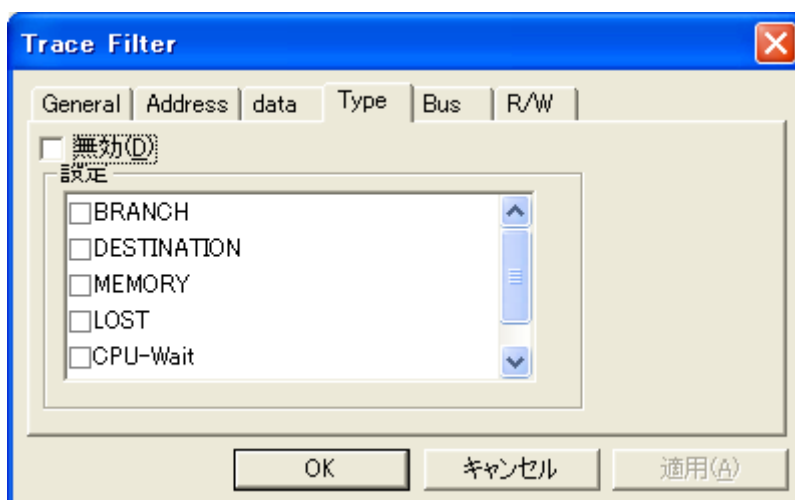 Trace Filter
General Address data Type Bus R/W
無効(D)
設定
BRANCH
DESTINATION
MEMORY
LOST
CPU-Wait
OK キャンセル 適用(A)